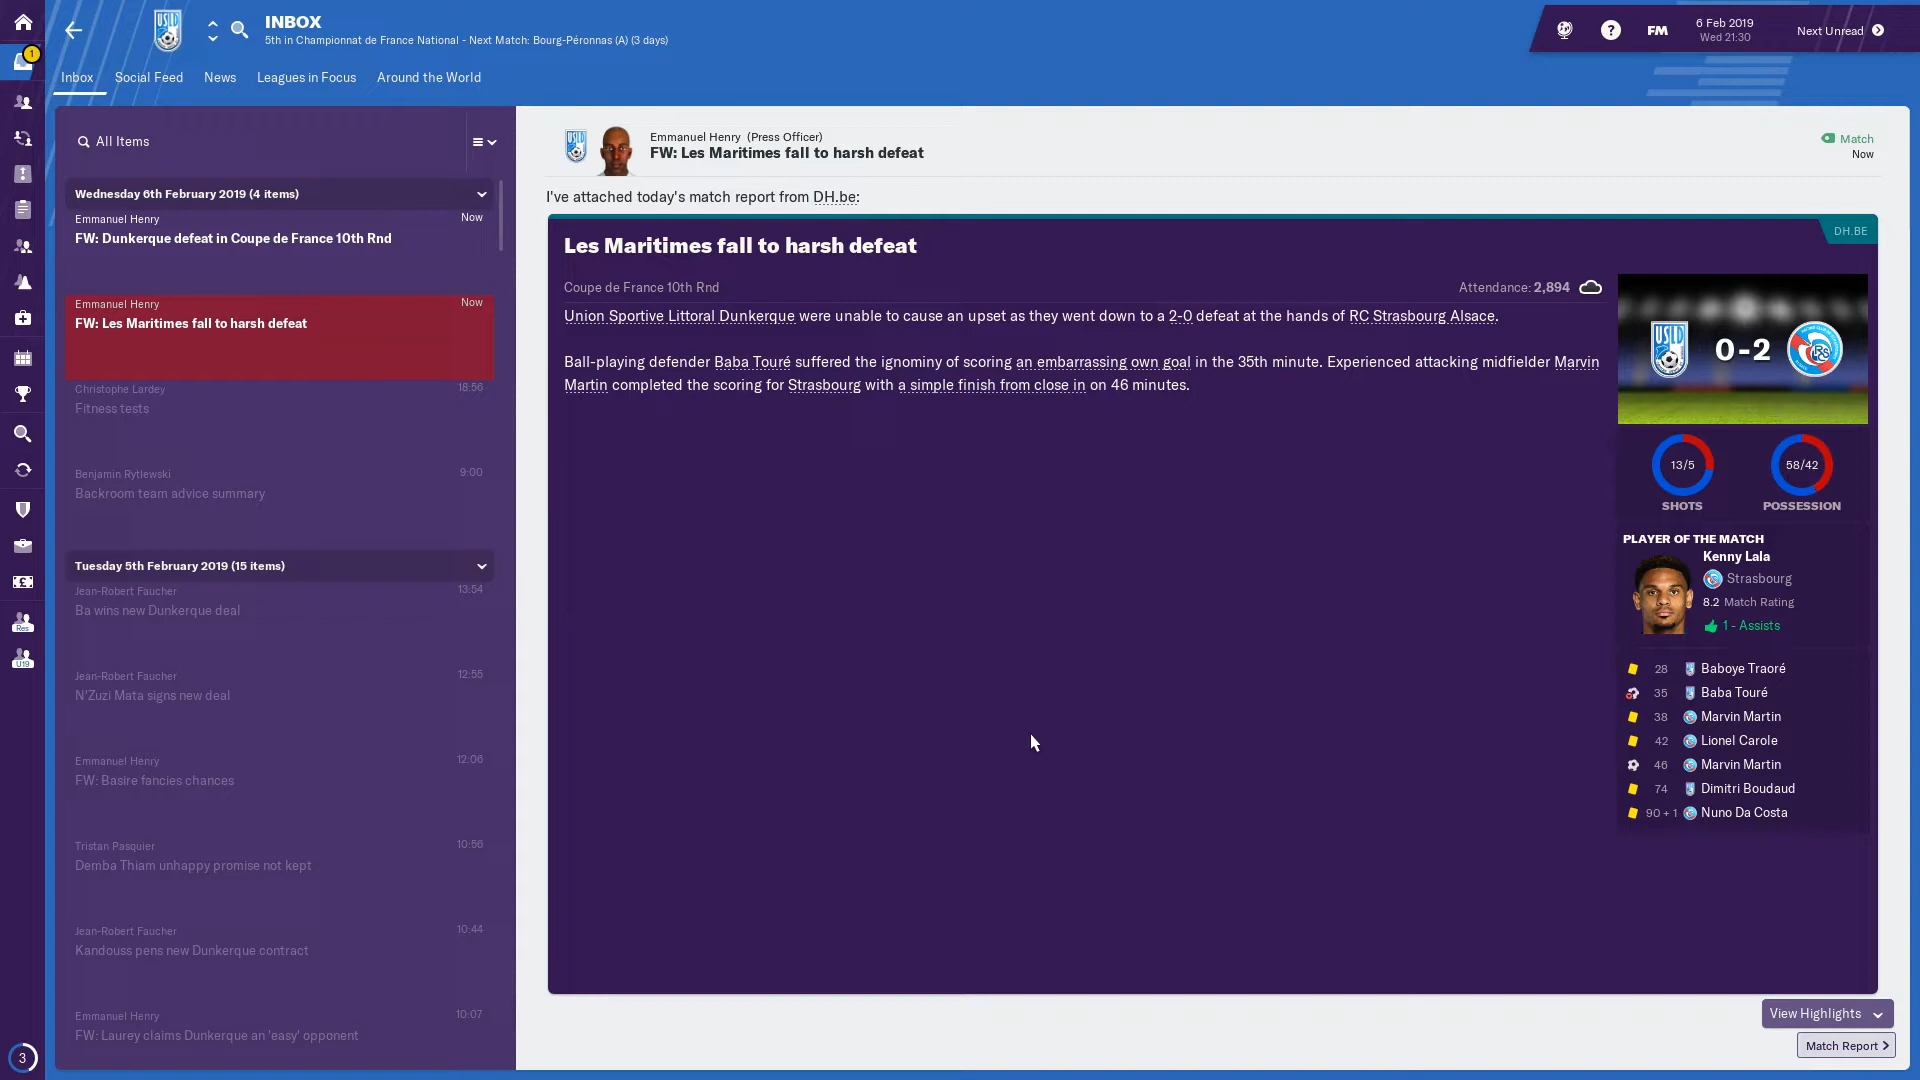 INBOX
5th in Championnat de France National - Next Match: Bourg-Péronnas (A) (3 days)
FM
6 Feb 2019
Wed 21:30
Next Unread
1
Inbox
Social Feed
News
Leagues in Focus
Around the World
All Items
Wednesday 6th February 2019 (4 items)
Emmanuel Henry
Now
FW: Dunkerque defeat in Coupe de France 10th Rnd
Emmanuel Henry
Now
FW: Les Maritimes fall to harsh defeat
Christophe Lardey
18:56
Fitness tests
Benjamin Rytlewski
9:00
Backroom team advice summary
Tuesday 5th February 2019 (15 items)
Jean-Robert Faucher
13:54
Ba wins new Dunkerque deal
Jean-Robert Faucher
12:55
N'Zuzi Mata signs new deal
Emmanuel Henry
12:06
FW: Basire fancies chances
Tristan Pasquier
10:56
Demba Thiam unhappy promise not kept
Jean-Robert Faucher
10:44
Kandouss pens new Dunkerque contract
Emmanuel Henry
10:07
FW: Laurey claims Dunkerque an 'easy' opponent
Res
U19
3
Emmanuel Henry (Press Officer)
FW: Les Maritimes fall to harsh defeat
Match
Now
I've attached today's match report from DH.be:
DH.BE
Les Maritimes fall to harsh defeat
Coupe de France 10th Rnd
Attendance: 2,894
Union Sportive Littoral Dunkerque were unable to cause an upset as they went down to a 2-0 defeat at the hands of RC Strasbourg Alsace.
Ball-playing defender Baba Touré suffered the ignominy of scoring an embarrassing own goal in the 35th minute. Experienced attacking midfielder Marvin
Martin completed the scoring for Strasbourg with a simple finish from close in on 46 minutes.
USLD
0-2
13/5
58/42
SHOTS
POSSESSION
PLAYER OF THE MATCH
Kenny Lala
Strasbourg
8.2 Match Rating
1 - Assists
28 Baboye Traoré
35 Baba Touré
38 Marvin Martin
42 Lionel Carole
46 Marvin Martin
74 Dimitri Boudaud
90 + 1 Nuno Da Costa
View Highlights
Match Report